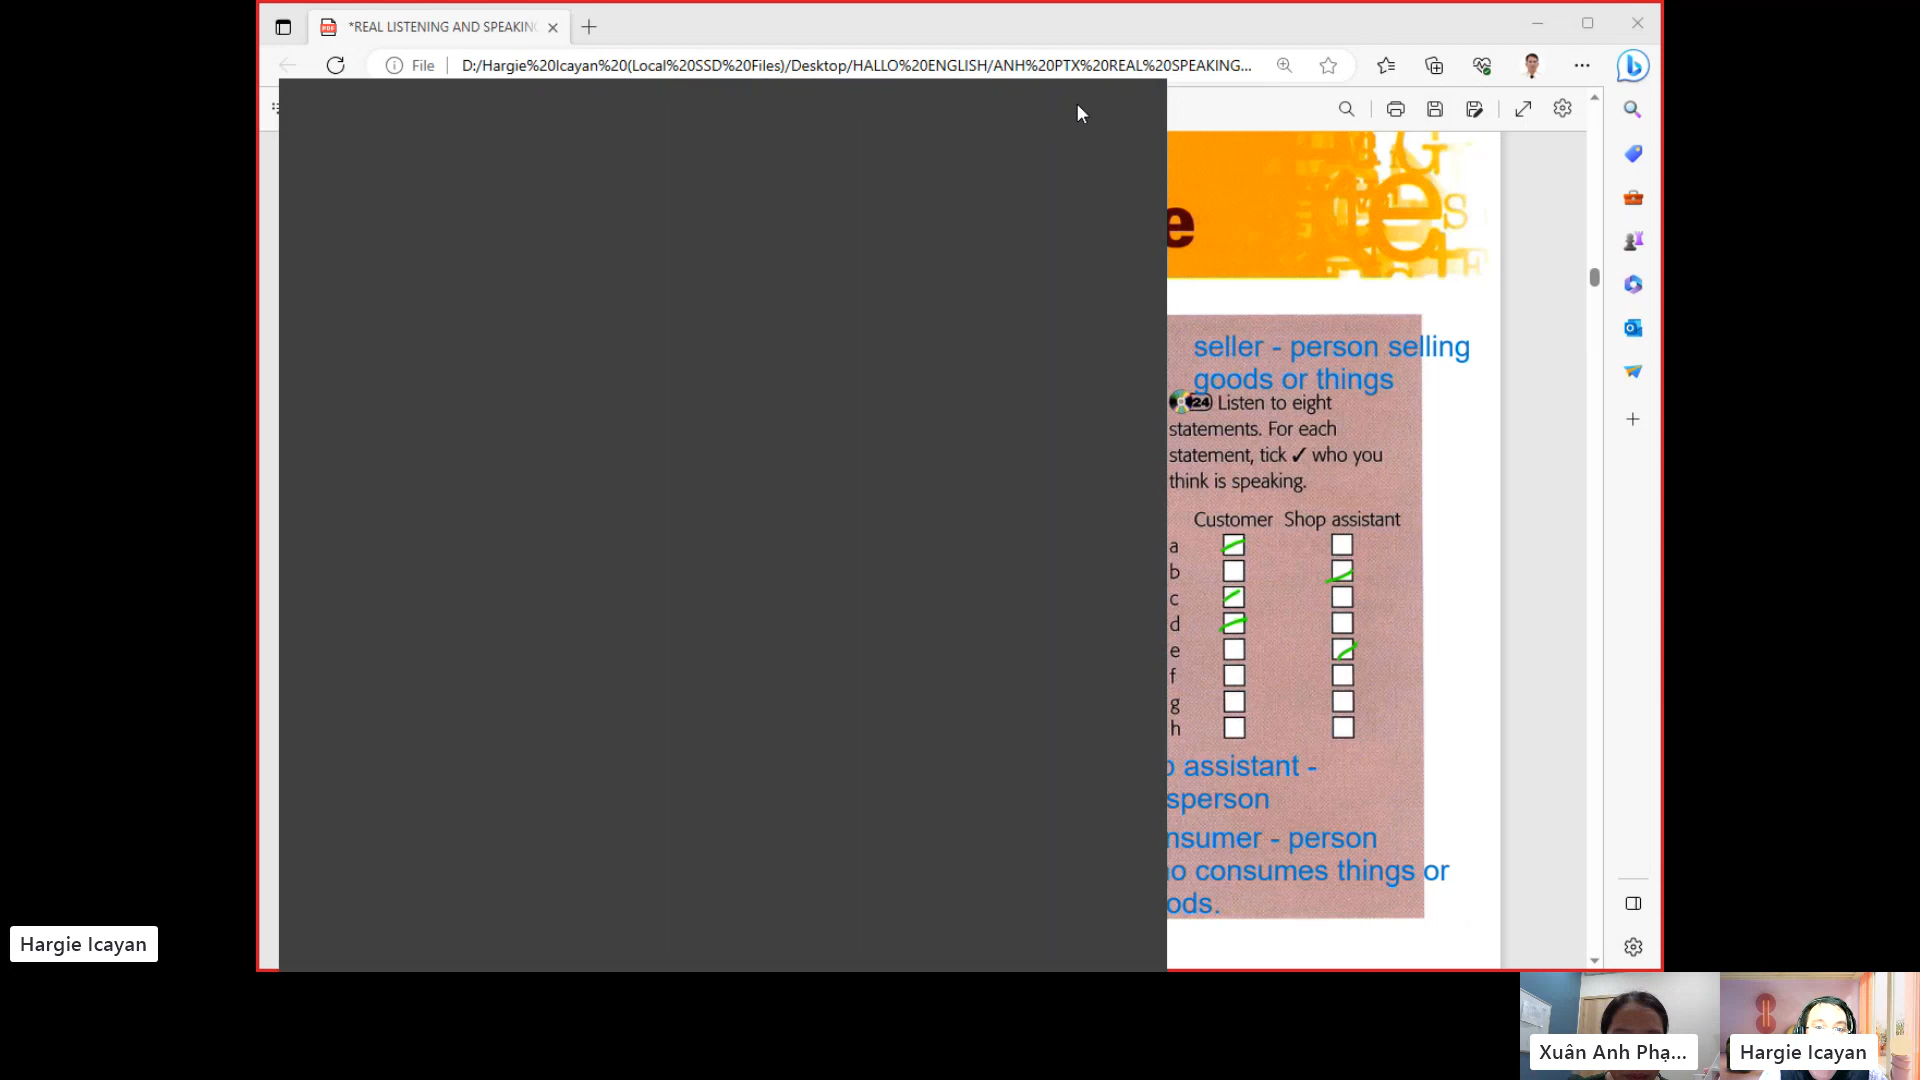 *REAL LISTENING AND SPEAKIN
File
D:/Hargie%20Icayan%20(Local%20SSD%20Files)/Desktop/HALLO%20ENGLISH/ANH%20PTX%20REAL%20SPEAKING...
e
seller - person selling
goods or things
24 Listen to eight
statements. For each
statement, tick ✓ who you
think is speaking.
Customer Shop assistant
a
b
c
d
e
f
g
h
assistant -
sperson
nsumer - person
o consumes things or
ods.
Hargie Icayan
Xuân Anh Phạ...
Hargie Icayan